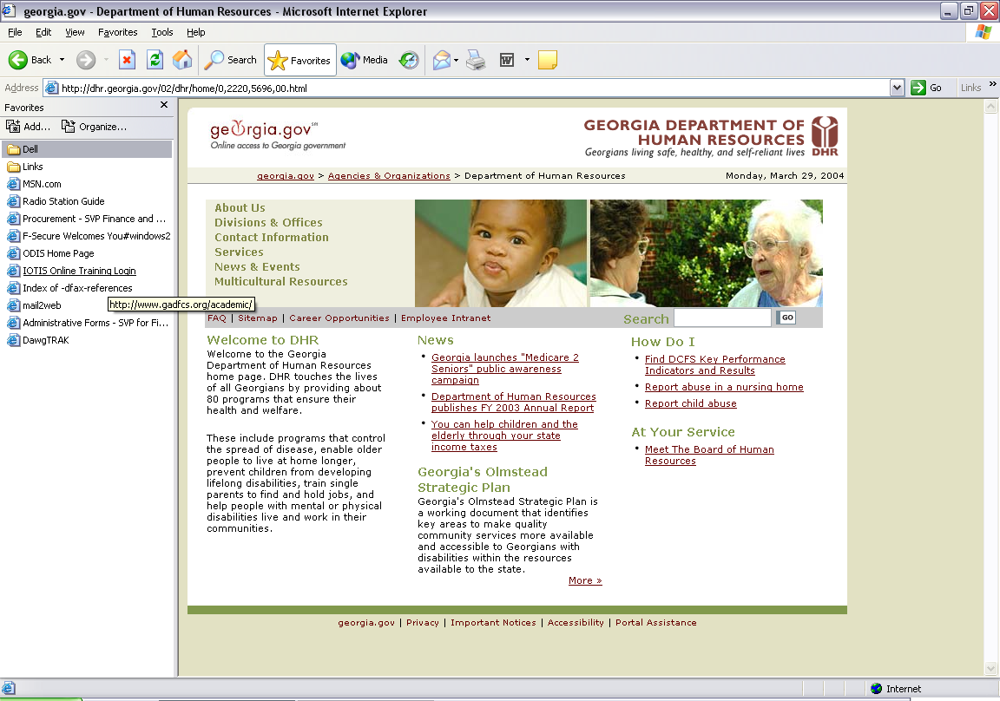 georgia.gov - Department of Human Resources - Microsoft Internet Explorer
File Edit View Favorites Tools Help
Back Search Favorites Media
Address http://dhr.georgia.gov/02/dhr/home/0,2220,5696,00.html Go Links »
Favorites
Add... Organize...
Dell
Links
MSN.com
Radio Station Guide
Procurement - SVP Finance and ...
F-Secure Welcomes You#windows2
ODIS Home Page
IOTIS Online Training Login
Index of -dfax-references
mail2web
http://www.gadfcs.org/academic/
Administrative Forms - SVP for Fi...
DawgTRAK
georgia.gov℠
Online access to Georgia government
GEORGIA DEPARTMENT OF
HUMAN RESOURCES
Georgians living safe, healthy, and self-reliant lives
DHR
georgia.gov > Agencies & Organizations > Department of Human Resources Monday, March 29, 2004
About Us
Divisions & Offices
Contact Information
Services
News & Events
Multicultural Resources
FAQ | Sitemap | Career Opportunities | Employee Intranet Search GO
Welcome to DHR
Welcome to the Georgia
Department of Human Resources
home page. DHR touches the lives
of all Georgians by providing about
80 programs that ensure their
health and welfare.
These include programs that control
the spread of disease, enable older
people to live at home longer,
prevent children from developing
lifelong disabilities, train single
parents to find and hold jobs, and
help people with mental or physical
disabilities live and work in their
communities.
News
• Georgia launches "Medicare 2
Seniors" public awareness
campaign
• Department of Human Resources
publishes FY 2003 Annual Report
• You can help children and the
elderly through your state
income taxes
Georgia's Olmstead
Strategic Plan
Georgia's Olmstead Strategic Plan is
a working document that identifies
key areas to make quality
community services more available
and accessible to Georgians with
disabilities within the resources
available to the state.
More »
How Do I
• Find DCFS Key Performance
Indicators and Results
• Report abuse in a nursing home
• Report child abuse
At Your Service
• Meet The Board of Human
Resources
georgia.gov | Privacy | Important Notices | Accessibility | Portal Assistance
Internet